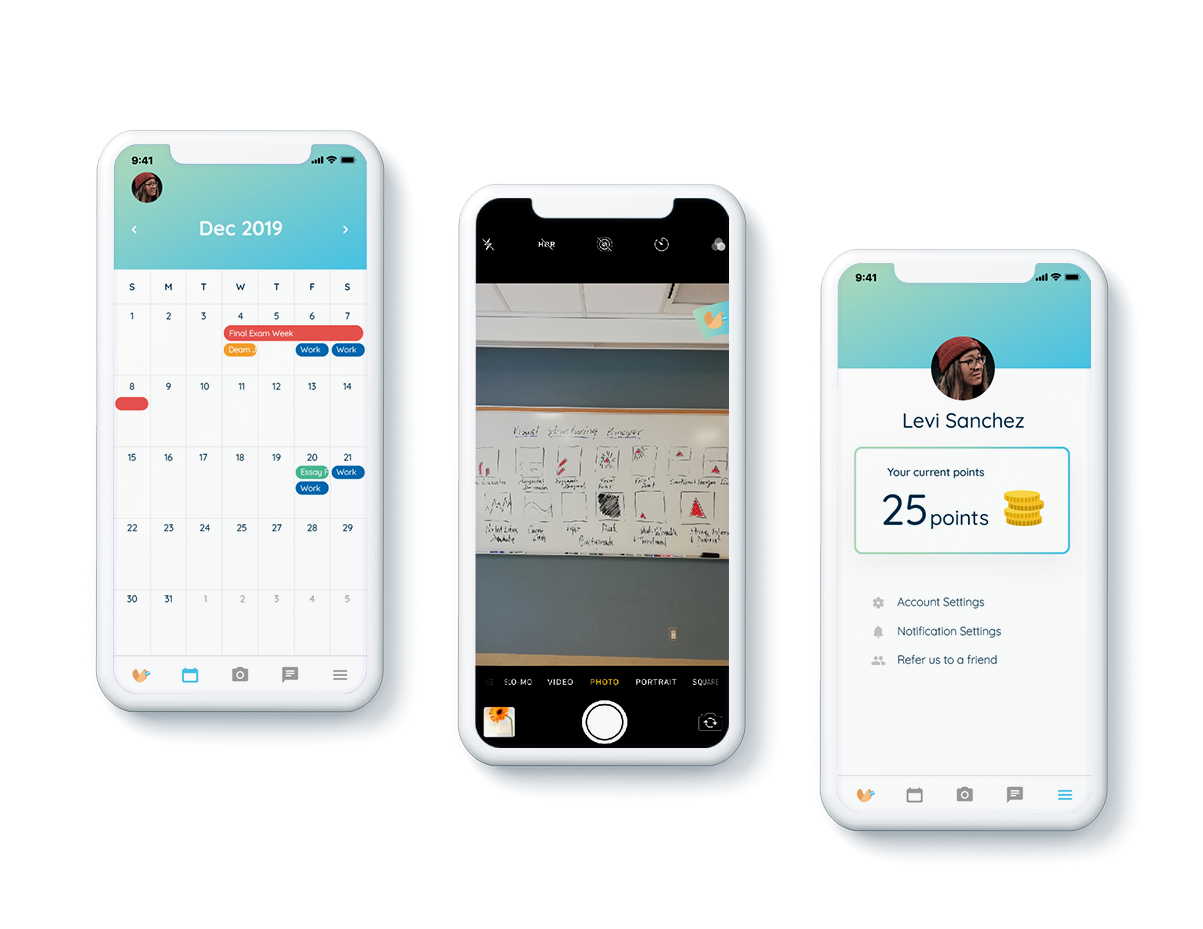 9:41
Dec 2019
S M T W T F S
1 2 3 4 5 6 7
Final Exam Week
Deam J
Work
Work
8 9 10 11 12 13 14
15 16 17 18 19 20 21
Essay F
Work
Work
22 23 24 25 26 27 28 29
30 31 1 2 3 4 5
HDR
Visual Structuring
SLO-MO VIDEO PHOTO PORTRAIT SQUARE
9:41
Levi Sanchez
Your current points
25 points
Account Settings
Notification Settings
Refer us to a friend